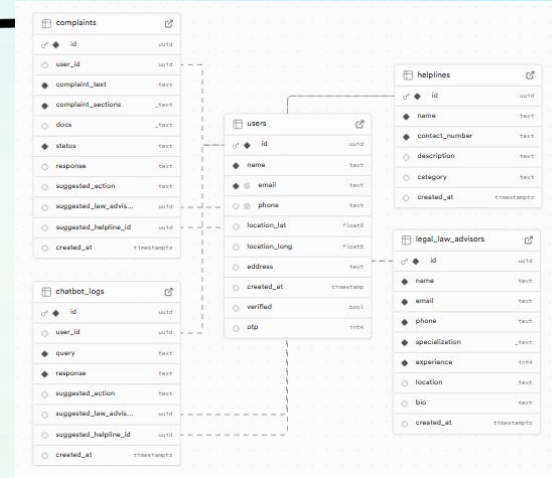 complaints
id uuid
user_id uuid
complaint_text text
complaint_sections _text
docs _text
status text
response text
suggested_action text
suggested_law_advis... uuid
suggested_helpline_id uuid
created_at timestamptz
chatbot_logs
id uuid
user_id uuid
query text
response text
suggested_action text
suggested_law_advis... uuid
suggested_helpline_id uuid
created_at timestamptz
users
id uuid
name text
email text
phone text
location_lat float8
location_long float8
address text
created_at timestamp
verified bool
otp int4
helplines
id uuid
name text
contact_number text
description text
category text
created_at timestamptz
legal_law_advisors
id uuid
name text
email text
phone text
specialization _text
experience int4
location text
bio text
created_at timestamptz